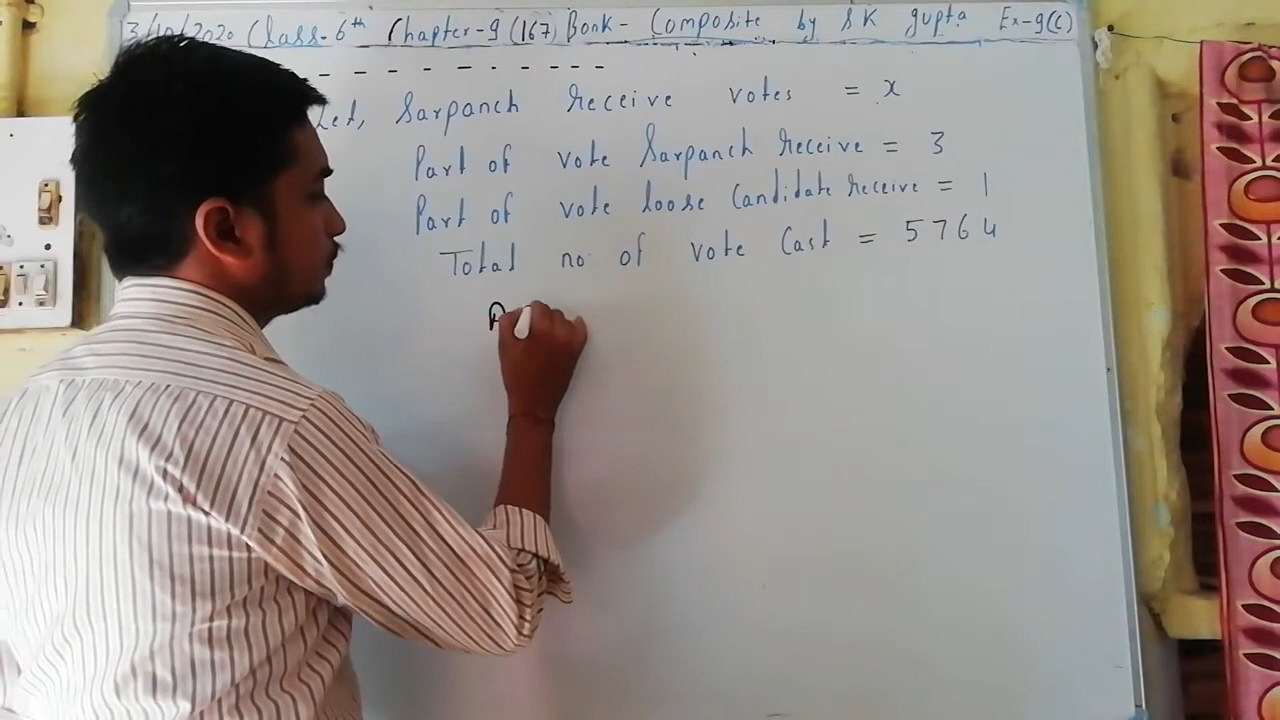 3/10/2020 Class-6th Chapter-9 (167) Book- Composite by S K gupta Ex-9(c)
Let, Sarpanch receive votes = x
Part of vote Sarpanch receive = 3
Part of vote loose Candidate receive = 1
Total no of vote Cast = 5764